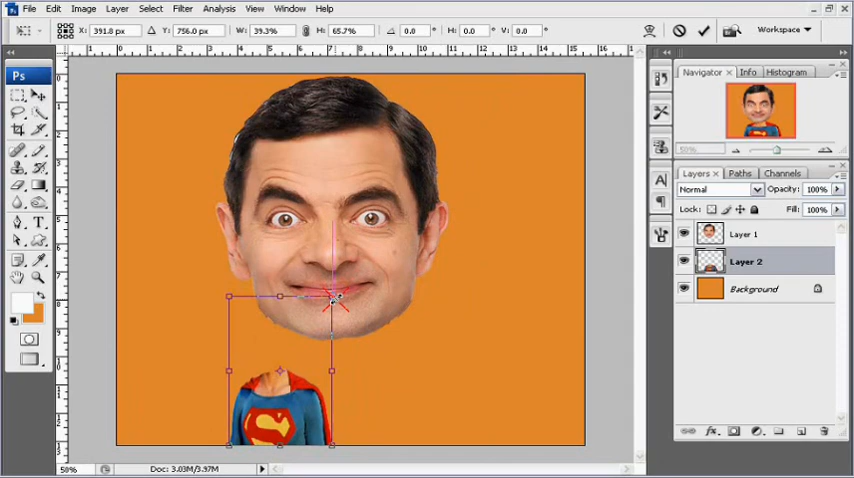 File Edit Image Layer Select Filter Analysis View Window Help
X: 391.8 px Y: 756.0 px W: 39.3% H: 65.7% 0.0 ° H: 0.0 ° V: 0.0 ° Workspace
Ps
Navigator Info Histogram
50%
Layers Paths Channels
Normal Opacity: 100%
Lock: Fill: 100%
Layer 1
Layer 2
Background
50% Doc: 3.03M/3.97M